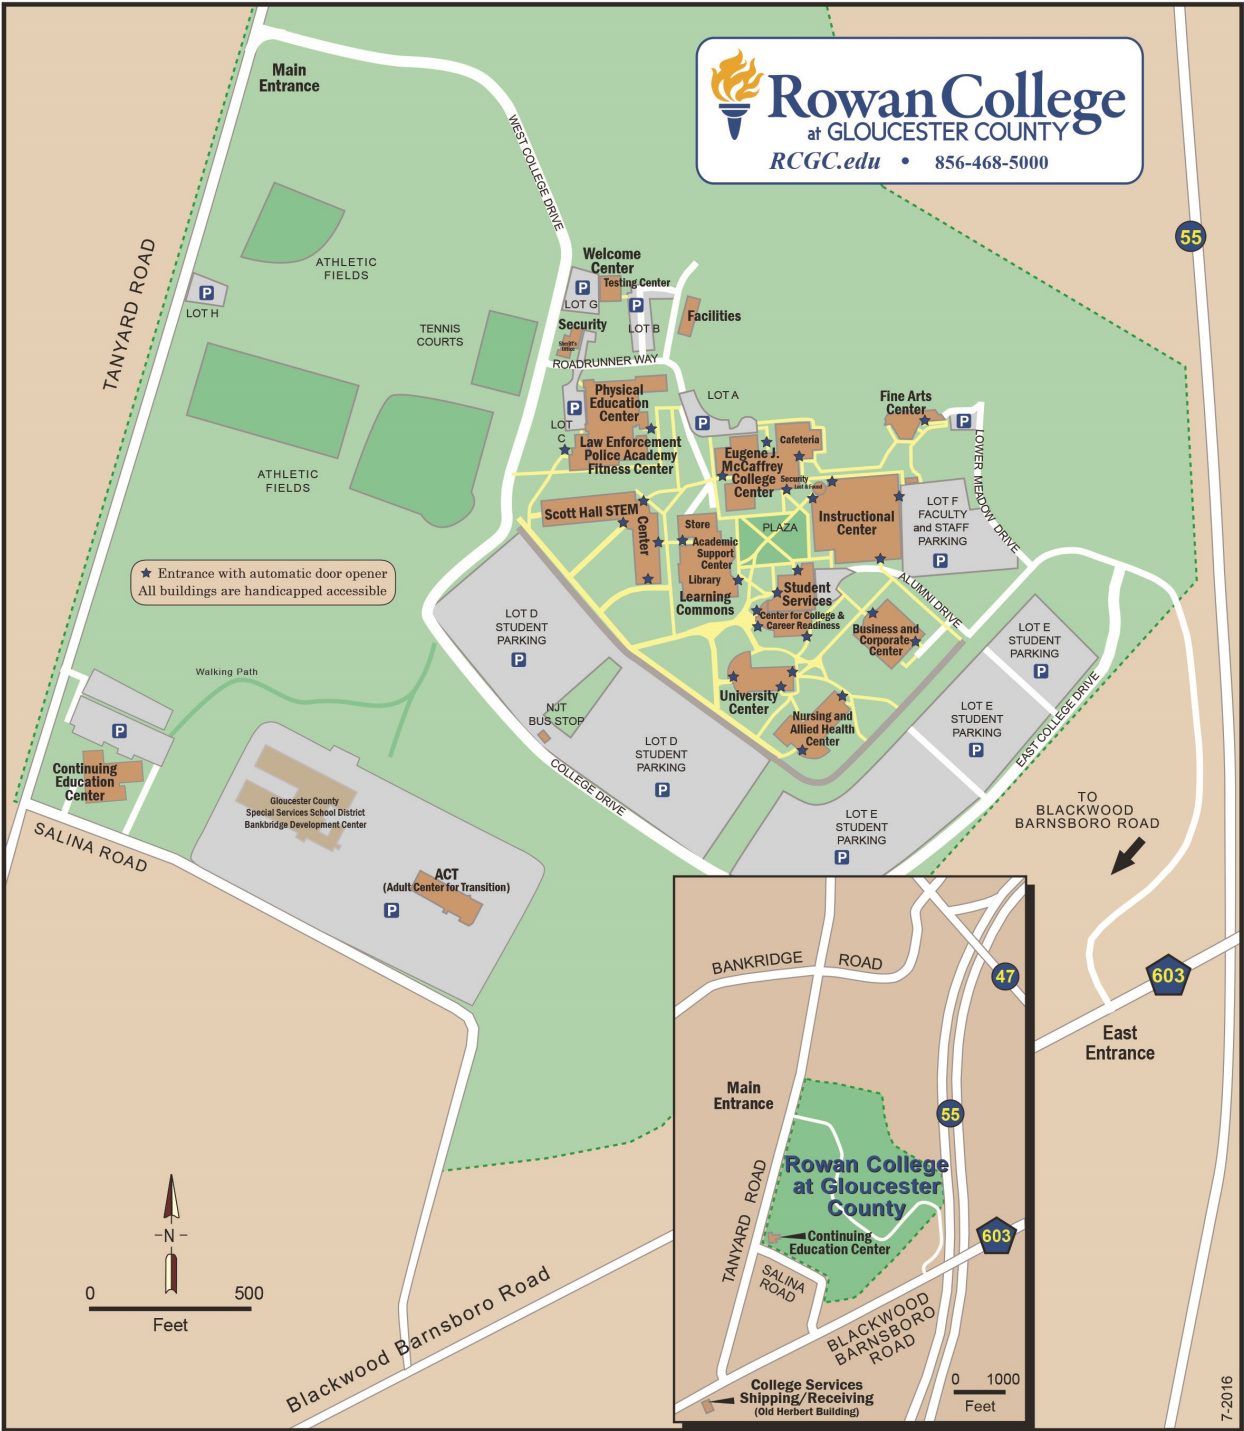 Rowan College
at GLOUCESTER COUNTY
RCGC.edu • 856-468-5000
Main
Entrance
WEST COLLEGE DRIVE
TANYARD ROAD
55
ATHLETIC
FIELDS
P
LOT H
TENNIS
COURTS
ATHLETIC
FIELDS
Welcome
Center
Testing Center
P
LOT G
P
LOT B
Facilities
Security
Sheriff's
Office
ROADRUNNER WAY
Physical
Education
Center
P
LOT
C
Law Enforcement
Police Academy
Fitness Center
LOT A
P
Fine Arts
Center
P
LOWER MEADOW DRIVE
Cafeteria
Eugene J.
McCaffrey
College
Center
Security
Lost & Found
Scott Hall STEM
Center
Store
Academic
Support
Center
Library
Learning
Commons
PLAZA
Instructional
Center
LOT F
FACULTY
and STAFF
PARKING
P
Entrance with automatic door opener
All buildings are handicapped accessible
Student
Services
Center for College &
Career Readiness
ALUMNI DRIVE
Business and
Corporate
Center
University
Center
Nursing and
Allied Health
Center
LOT D
STUDENT
PARKING
P
NJT
BUS STOP
LOT D
STUDENT
PARKING
P
COLLEGE DRIVE
LOT E
STUDENT
PARKING
P
LOT E
STUDENT
PARKING
P
LOT E
STUDENT
PARKING
P
EAST COLLEGE DRIVE
TO
BLACKWOOD
BARNSBORO ROAD
Walking Path
P
Continuing
Education
Center
SALINA ROAD
Gloucester County
Special Services School District
Bankbridge Development Center
ACT
(Adult Center for Transition)
P
603
East
Entrance
-N-
0 500
Feet
Blackwood Barnsboro Road
BANKRIDGE ROAD
47
Main
Entrance
55
TANYARD ROAD
Rowan College
at Gloucester
County
Continuing
Education Center
SALINA
ROAD
603
BLACKWOOD
BARNSBORO
ROAD
College Services
Shipping/Receiving
(Old Herbert Building)
0 1000
Feet
7-2016